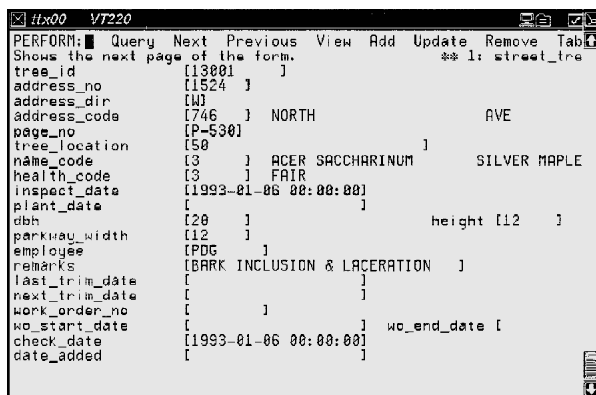 ttx00 VT220
PERFORM: Query Next Previous View Add Update Remove Tab
Shows the next page of the form. ** 1: street_tre
tree_id [13001 ]
address_no [1524 ]
address_dir [W]
address_code [746 ] NORTH AVE
page_no [P-530]
tree_location [50 ]
name_code [3 ] ACER SACCHARINUM SILVER MAPLE
health_code [3 ] FAIR
inspect_date [1993-01-06 00:00:00]
plant_date [ ]
dbh [20 ] height [12 ]
parkway_width [12 ]
employee [PDG ]
remarks [BARK INCLUSION & LACERATION ]
last_trim_date [ ]
next_trim_date [ ]
work_order_no [ ]
wo_start_date [ ] wo_end_date [
check_date [1993-01-06 00:00:00]
date_added [ ]